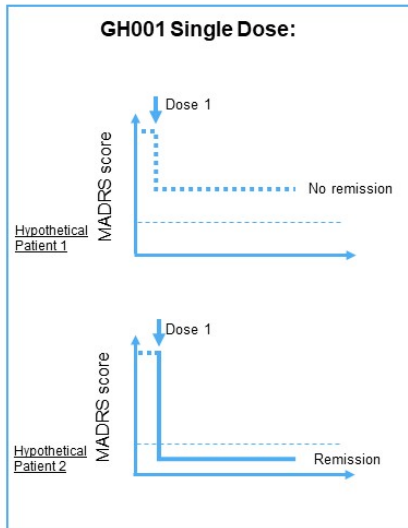 GH001 Single Dose:
Dose 1
MADRS score
No remission
Hypothetical
Patient 1
Dose 1
MADRS score
Hypothetical
Patient 2
Remission